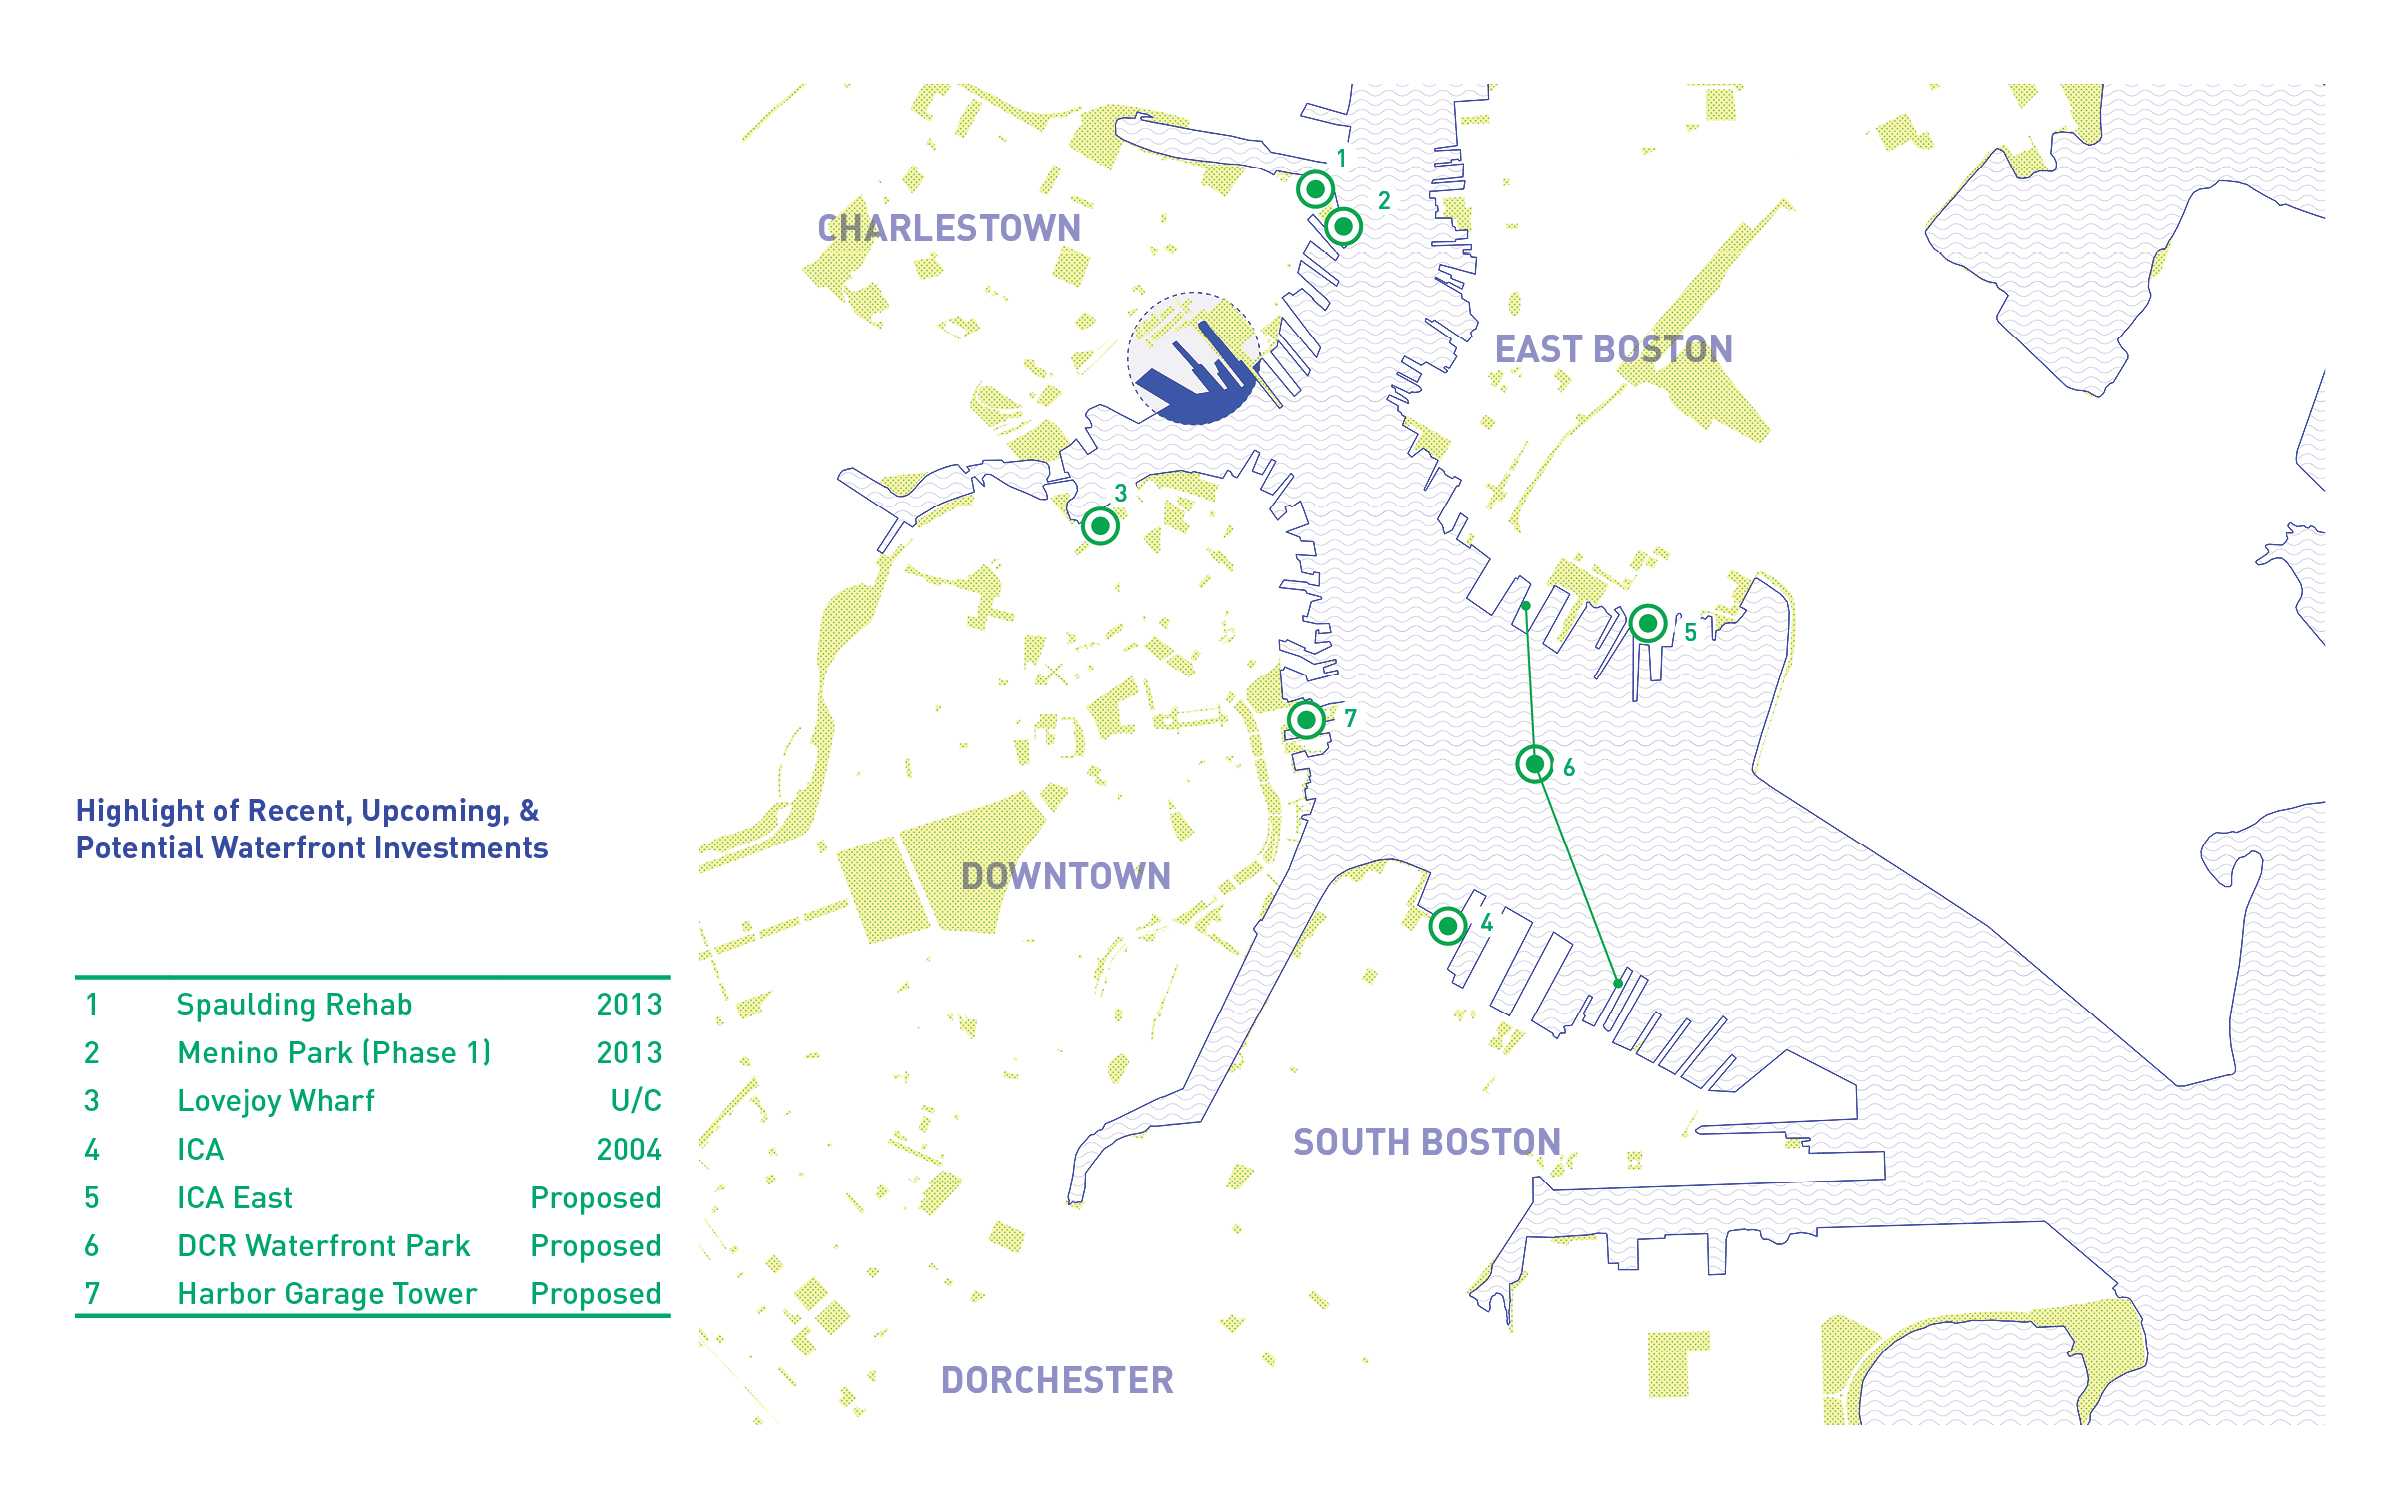 Highlight of Recent, Upcoming, &
Potential Waterfront Investments
1 Spaulding Rehab 2013
2 Menino Park (Phase 1) 2013
3 Lovejoy Wharf U/C
4 ICA 2004
5 ICA East Proposed
6 DCR Waterfront Park Proposed
7 Harbor Garage Tower Proposed
1
2
CHARLESTOWN
EAST BOSTON
3
5
7
6
DOWNTOWN
4
SOUTH BOSTON
DORCHESTER